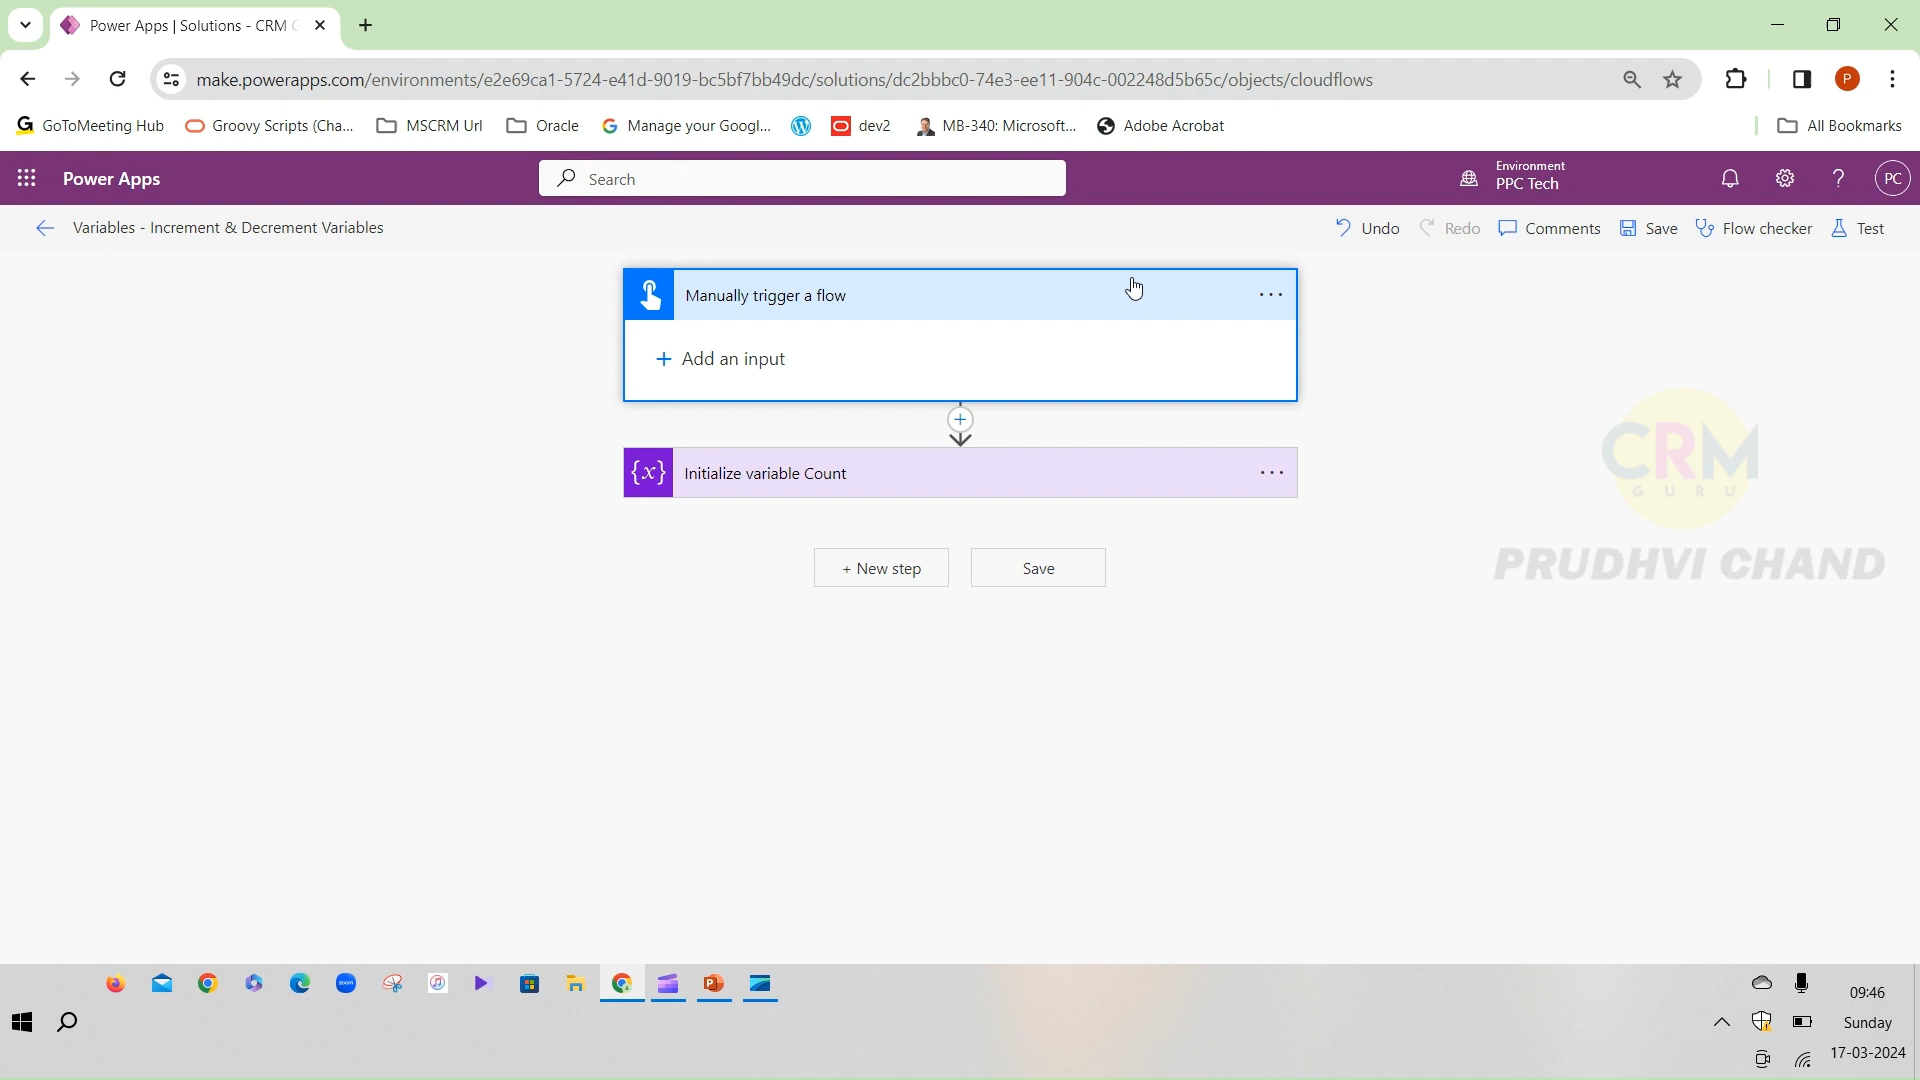 Power Apps | Solutions - CRM G
make.powerapps.com/environments/e2e69ca1-5724-e41d-9019-bc5bf7bb49dc/solutions/dc2bbbc0-74e3-ee11-904c-002248d5b65c/objects/cloudflows
P
GoToMeeting Hub
Groovy Scripts (Cha...
MSCRM Url
Oracle
Manage your Googl...
dev2
MB-340: Microsoft...
Adobe Acrobat
All Bookmarks
Power Apps
Search
Environment
PPC Tech
?
PC
Variables - Increment & Decrement Variables
Undo
Redo
Comments
Save
Flow checker
Test
Manually trigger a flow
...
+ Add an input
{x} Initialize variable Count
...
+ New step
Save
CRM
GURU
PRUDHVI CHAND
zoom
09:46
Sunday
17-03-2024